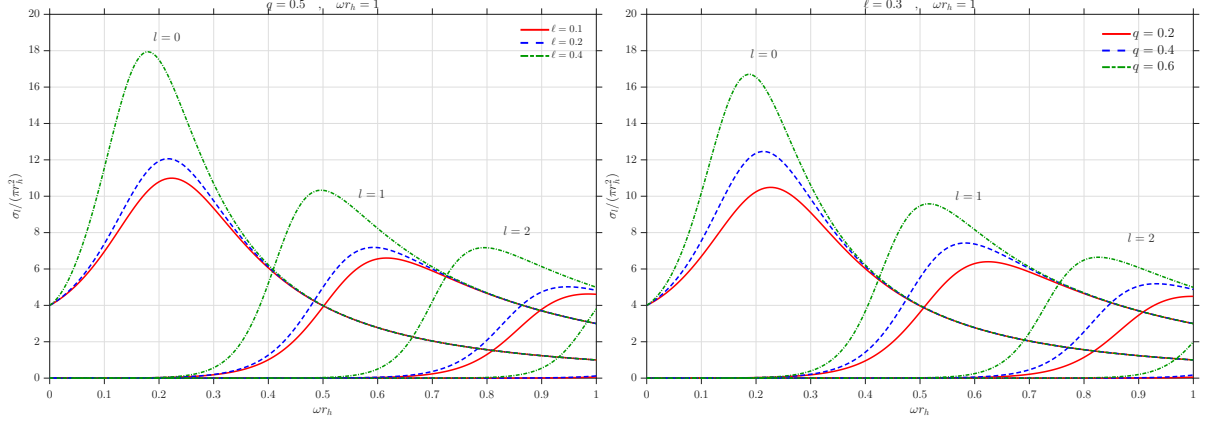 q = 0.5 , ωr_h = 1
20
18
16
14
12
10
8
6
4
2
0
σ_l/(πr_h^2)
l = 0
l = 1
l = 2
ℓ = 0.1
ℓ = 0.2
ℓ = 0.4
0 0.1 0.2 0.3 0.4 0.5 0.6 0.7 0.8 0.9 1
ωr_h
ℓ = 0.3 , ωr_h = 1
20
18
16
14
12
10
8
6
4
2
0
σ_l/(πr_h^2)
l = 0
l = 1
l = 2
q = 0.2
q = 0.4
q = 0.6
0 0.1 0.2 0.3 0.4 0.5 0.6 0.7 0.8 0.9 1
ωr_h